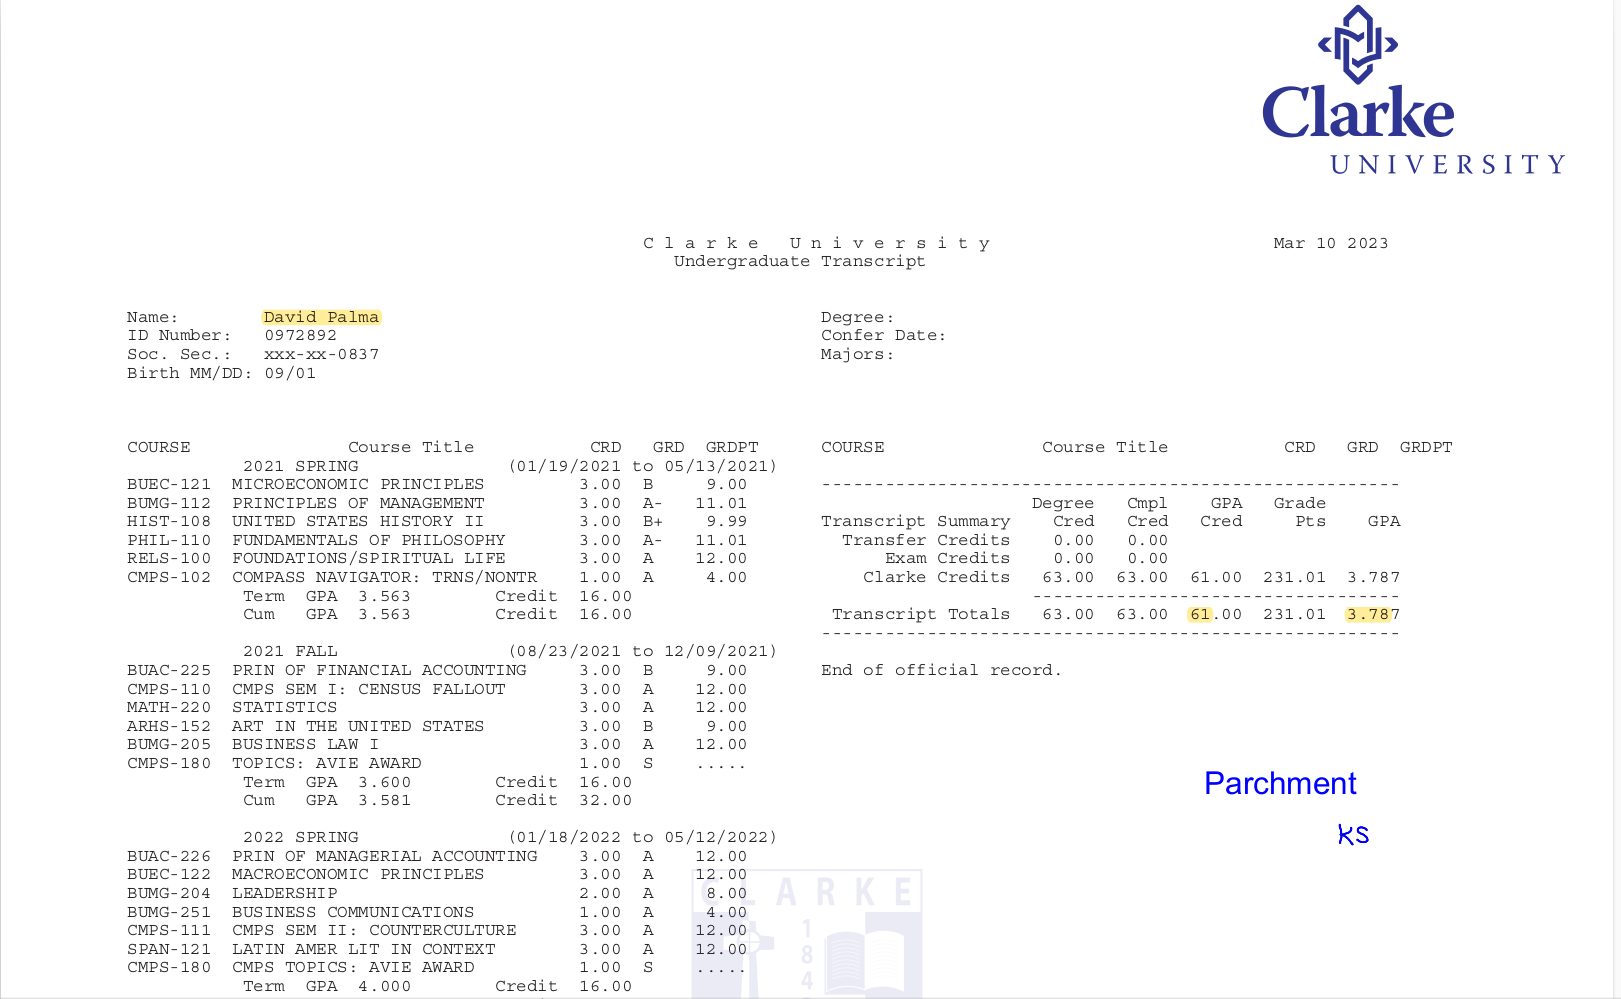 Clarke
UNIVERSITY
Clarke University
Mar 10 2023
Undergraduate Transcript
Name: David Palma
ID Number: 0972892
Soc. Sec.: xxx-xx-0837
Birth MM/DD: 09/01
Degree:
Confer Date:
Majors:
COURSE Course Title CRD GRD GRDPT
2021 SPRING (01/19/2021 to 05/13/2021)
BUEC-121 MICROECONOMIC PRINCIPLES 3.00 B 9.00
BUMG-112 PRINCIPLES OF MANAGEMENT 3.00 A- 11.01
HIST-108 UNITED STATES HISTORY II 3.00 B+ 9.99
PHIL-110 FUNDAMENTALS OF PHILOSOPHY 3.00 A- 11.01
RELS-100 FOUNDATIONS/SPIRITUAL LIFE 3.00 A 12.00
CMPS-102 COMPASS NAVIGATOR: TRNS/NONTR 1.00 A 4.00
Term GPA 3.563 Credit 16.00
Cum GPA 3.563 Credit 16.00
2021 FALL (08/23/2021 to 12/09/2021)
BUAC-225 PRIN OF FINANCIAL ACCOUNTING 3.00 B 9.00
CMPS-110 CMPS SEM I: CENSUS FALLOUT 3.00 A 12.00
MATH-220 STATISTICS 3.00 A 12.00
ARHS-152 ART IN THE UNITED STATES 3.00 B 9.00
BUMG-205 BUSINESS LAW I 3.00 A 12.00
CMPS-180 TOPICS: AVIE AWARD 1.00 S .....
Term GPA 3.600 Credit 16.00
Cum GPA 3.581 Credit 32.00
2022 SPRING (01/18/2022 to 05/12/2022)
BUAC-226 PRIN OF MANAGERIAL ACCOUNTING 3.00 A 12.00
BUEC-122 MACROECONOMIC PRINCIPLES 3.00 A 12.00
BUMG-204 LEADERSHIP 2.00 A 8.00
BUMG-251 BUSINESS COMMUNICATIONS 1.00 A 4.00
CMPS-111 CMPS SEM II: COUNTERCULTURE 3.00 A 12.00
SPAN-121 LATIN AMER LIT IN CONTEXT 3.00 A 12.00
CMPS-180 CMPS TOPICS: AVIE AWARD 1.00 S .....
Term GPA 4.000 Credit 16.00
COURSE Course Title CRD GRD GRDPT
Degree Cmpl GPA Grade
Transcript Summary Cred Cred Cred Pts GPA
Transfer Credits 0.00 0.00
Exam Credits 0.00 0.00
Clarke Credits 63.00 63.00 61.00 231.01 3.787
Transcript Totals 63.00 63.00 61.00 231.01 3.787
End of official record.
Parchment
KS
CLARKE
184